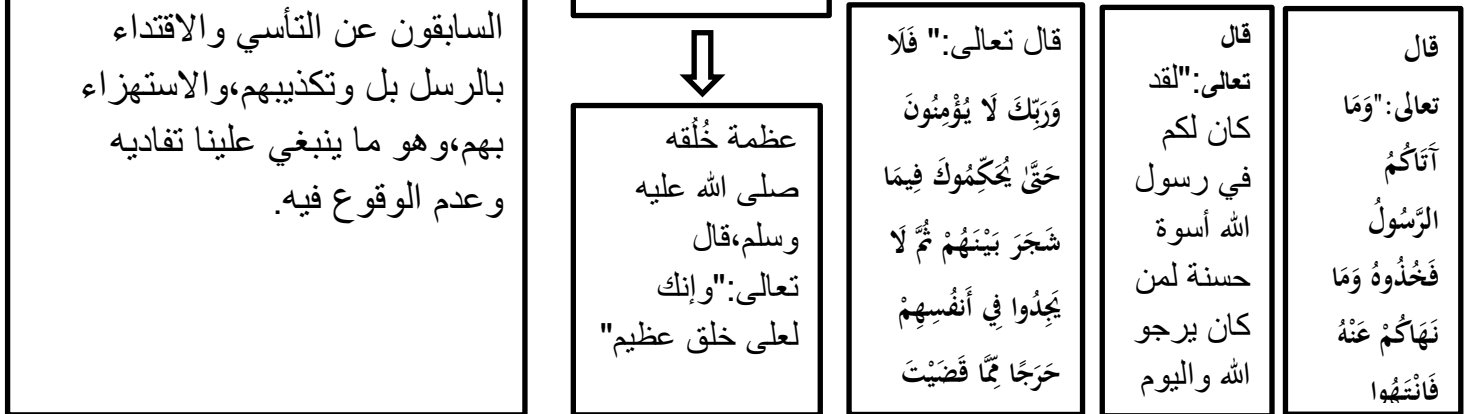 قال
تعالى:"وَمَا
آَتَاكُمُ
الرَّسُولُ
فَخُذُوهُ وَمَا
نَهَاكُمْ عَنْهُ
فَانْتَهُوا
قال
تعالى:"لقد
كان لكم
في رسول
الله أسوة
حسنة لمن
كان يرجو
الله واليوم
قال تعالى:" فَلَا
وَرَبِّكَ لَا يُؤْمِنُونَ
حَتَّىٰ يُحَكِّمُوكَ فِيمَا
شَجَرَ بَيْنَهُمْ ثُمَّ لَا
يَجِدُوا فِي أَنفُسِهِمْ
حَرَجًا مِّمَّا قَضَيْتَ
عظمة خُلُقه
صلى الله عليه
وسلم،قال
تعالى:"وإنك
لعلى خلق عظيم"
السابقون عن التأسي والاقتداء
بالرسل بل وتكذيبهم،والاستهزاء
بهم،وهو ما ينبغي علينا تفاديه
وعدم الوقوع فيه.